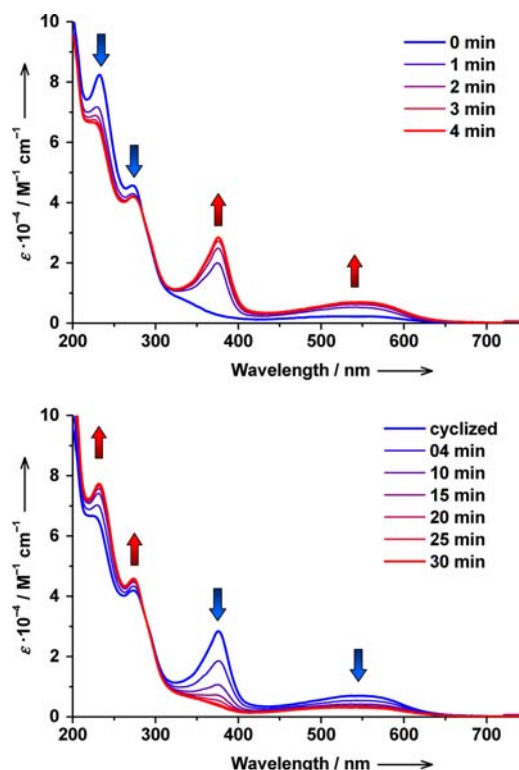 10
8
6
4
2
0
ε·10⁻⁴ / M⁻¹ cm⁻¹
0 min
1 min
2 min
3 min
4 min
200 300 400 500 600 700
Wavelength / nm
10
8
6
4
2
0
ε·10⁻⁴ / M⁻¹ cm⁻¹
cyclized
04 min
10 min
15 min
20 min
25 min
30 min
200 300 400 500 600 700
Wavelength / nm